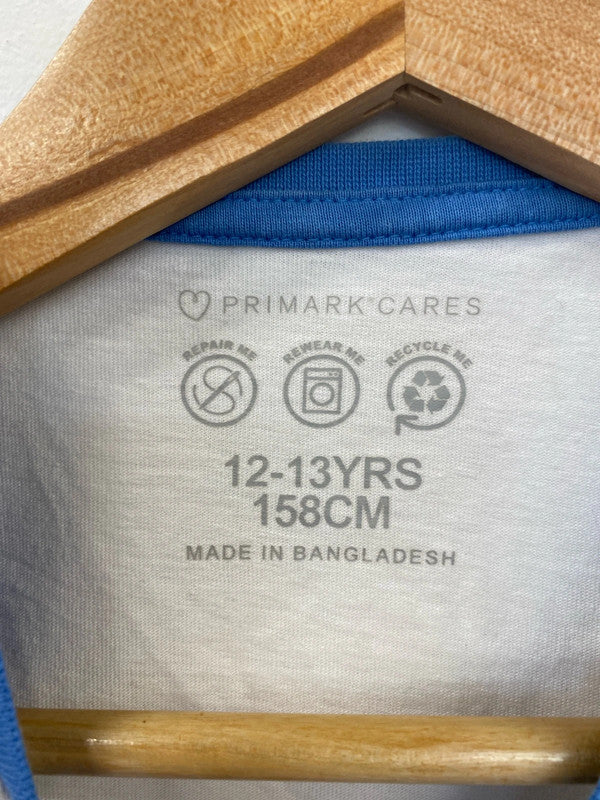 PRIMARK®CARES
REPAIR ME REWEAR ME RECYCLE ME
12-13YRS
158CM
MADE IN BANGLADESH